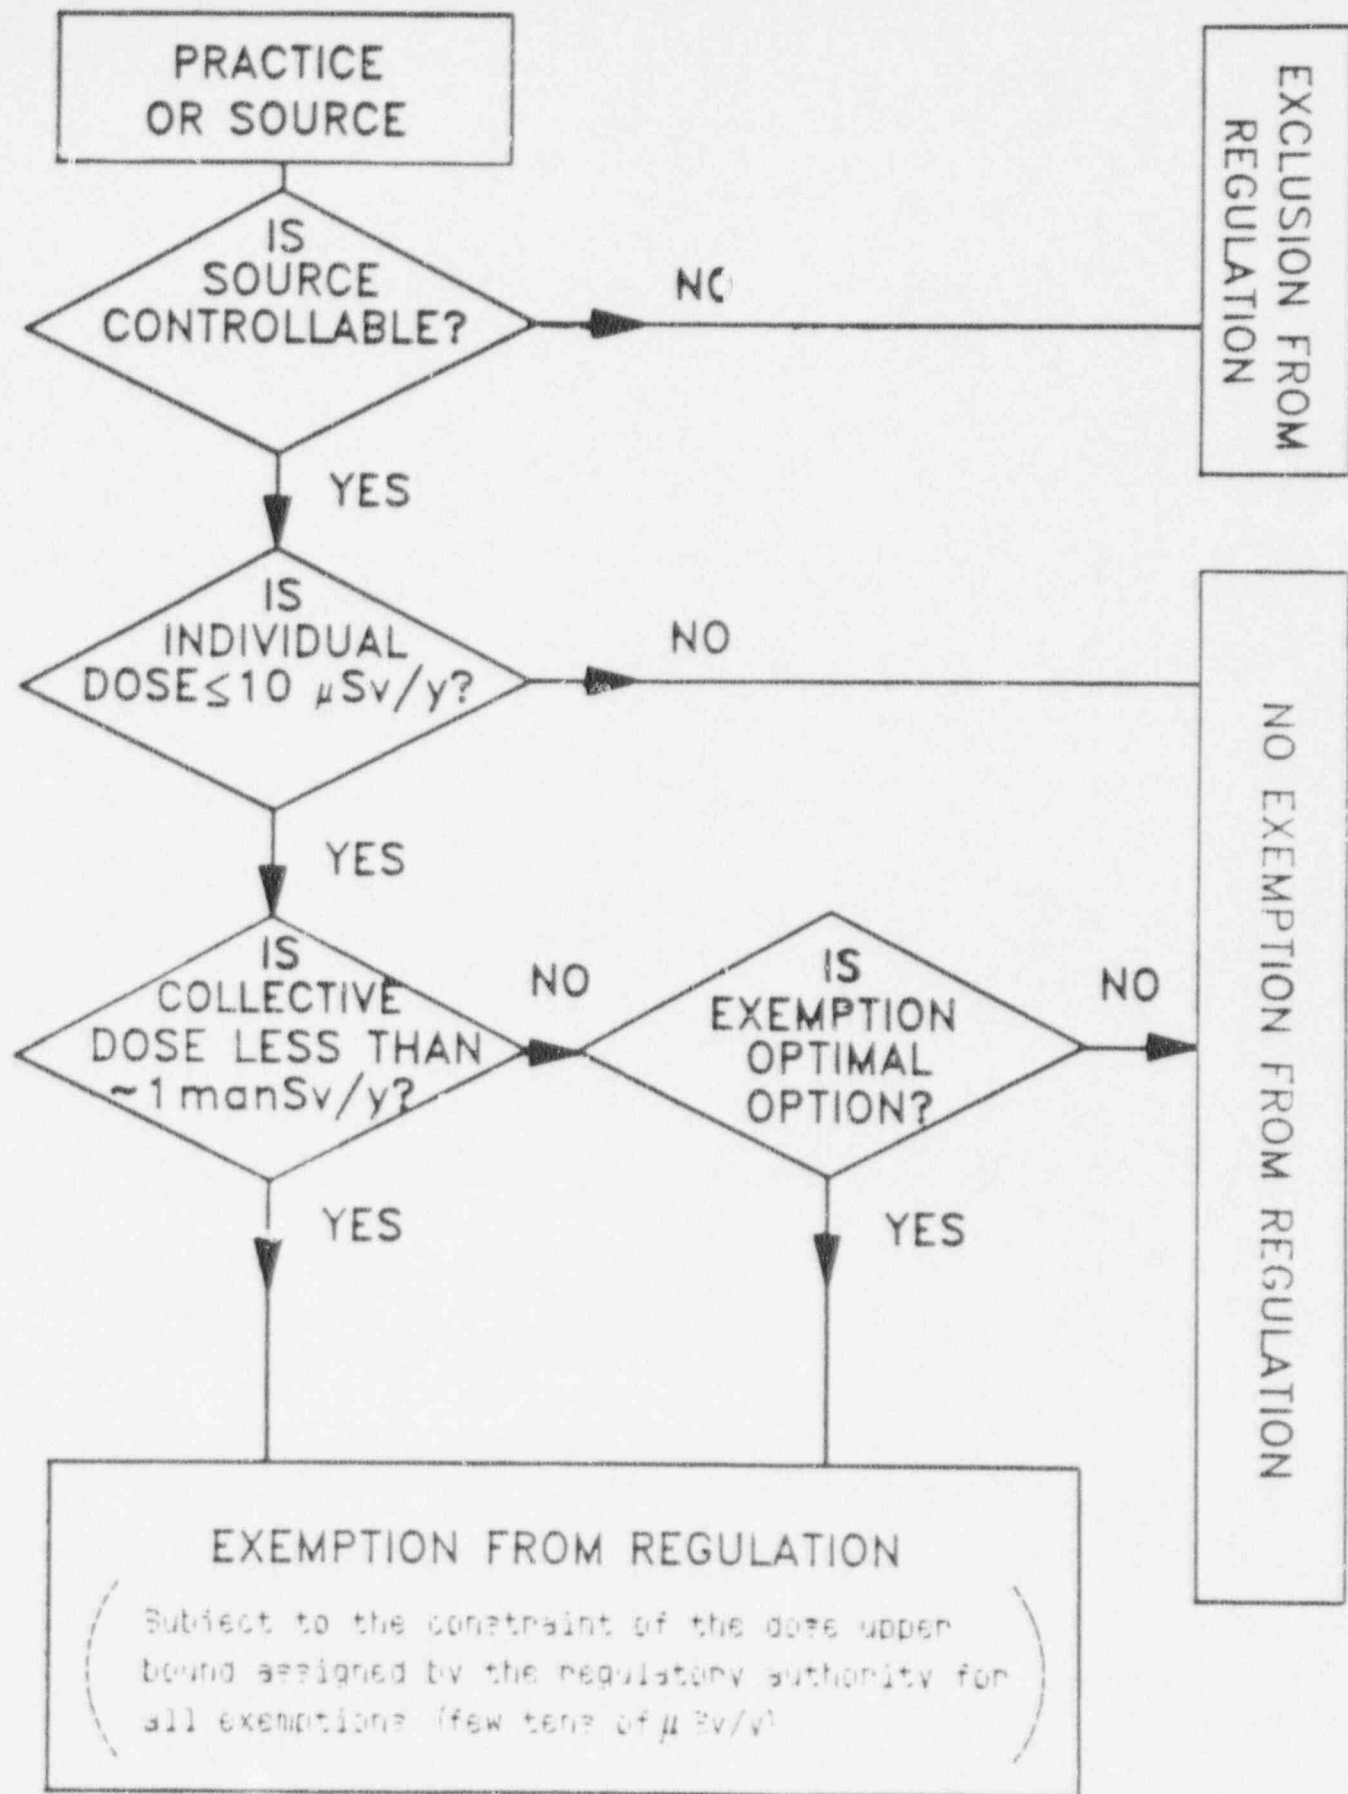 PRACTICE
OR SOURCE
EXCLUSION FROM
REGULATION
IS
SOURCE
CONTROLLABLE?
NO
YES
IS
INDIVIDUAL
DOSE≤10 μSv/y?
NO
YES
NO EXEMPTION FROM REGULATION
IS
COLLECTIVE
DOSE LESS THAN
~1 manSv/y?
NO
IS
EXEMPTION
OPTIMAL
OPTION?
NO
YES
YES
EXEMPTION FROM REGULATION
(Subject to the constraint of the dose upper
bound assigned by the regulatory authority for
all exemptions (few tens of μSv/y))